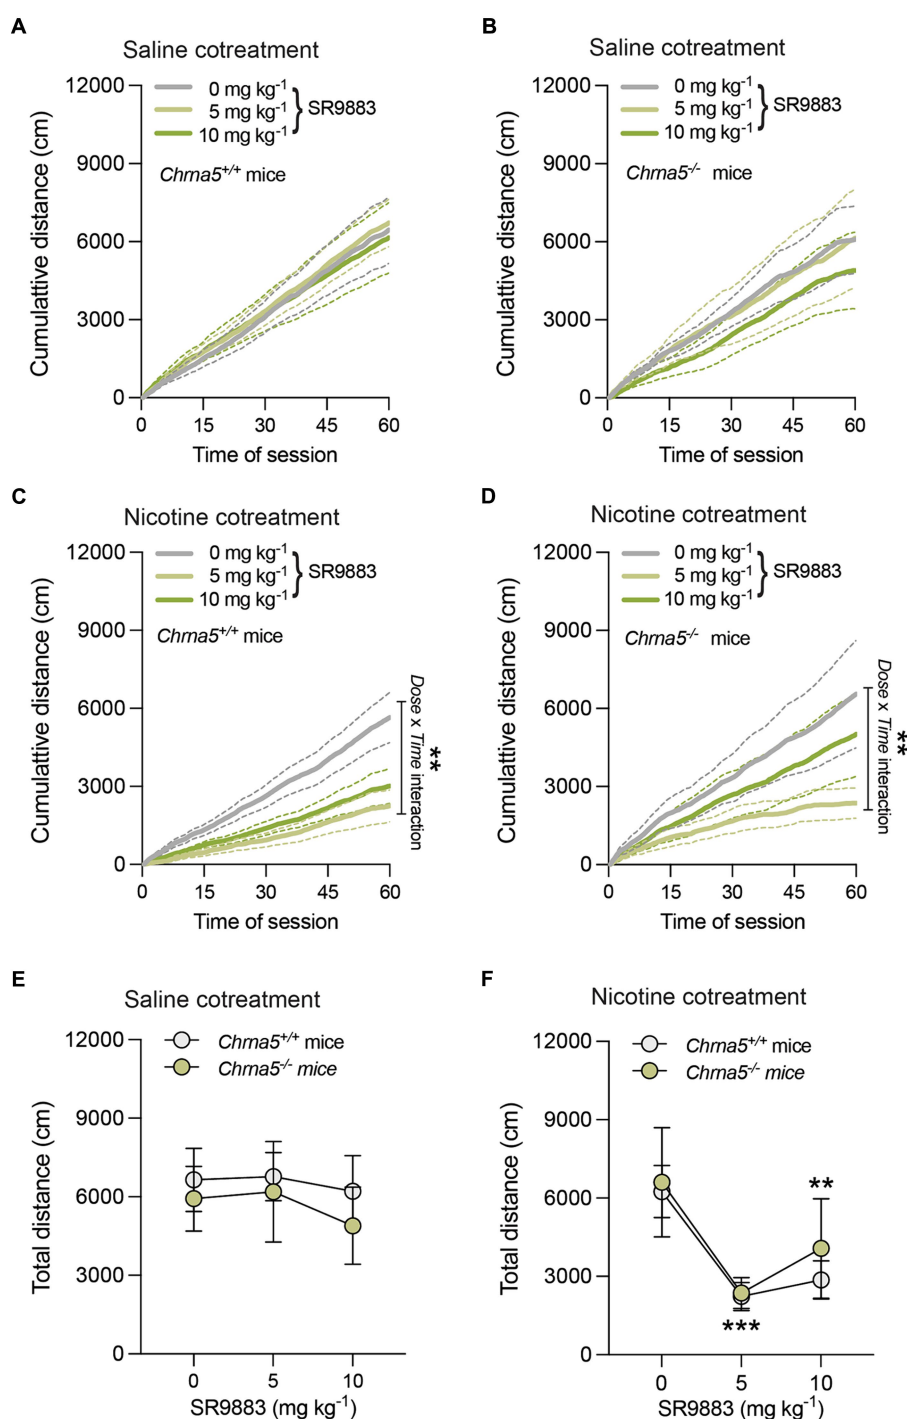 A
Saline cotreatment
12000
9000
6000
3000
0
Cumulative distance (cm)
0 mg kg-1
5 mg kg-1
10 mg kg-1
SR9883
Chrna5+/+ mice
0 15 30 45 60
Time of session
B
Saline cotreatment
12000
9000
6000
3000
0
Cumulative distance (cm)
0 mg kg-1
5 mg kg-1
10 mg kg-1
SR9883
Chrna5-/- mice
0 15 30 45 60
Time of session
C
Nicotine cotreatment
12000
9000
6000
3000
0
Cumulative distance (cm)
0 mg kg-1
5 mg kg-1
10 mg kg-1
SR9883
Chrna5+/+ mice
Dose x Time interaction
**
0 15 30 45 60
Time of session
D
Nicotine cotreatment
12000
9000
6000
3000
0
Cumulative distance (cm)
0 mg kg-1
5 mg kg-1
10 mg kg-1
SR9883
Chrna5-/- mice
Dose x Time interaction
**
0 15 30 45 60
Time of session
E
Saline cotreatment
12000
9000
6000
3000
0
Total distance (cm)
Chrna5+/+ mice
Chrna5-/- mice
0 5 10
SR9883 (mg kg-1)
F
Nicotine cotreatment
12000
9000
6000
3000
0
Total distance (cm)
Chrna5+/+ mice
Chrna5-/- mice
**
***
0 5 10
SR9883 (mg kg-1)